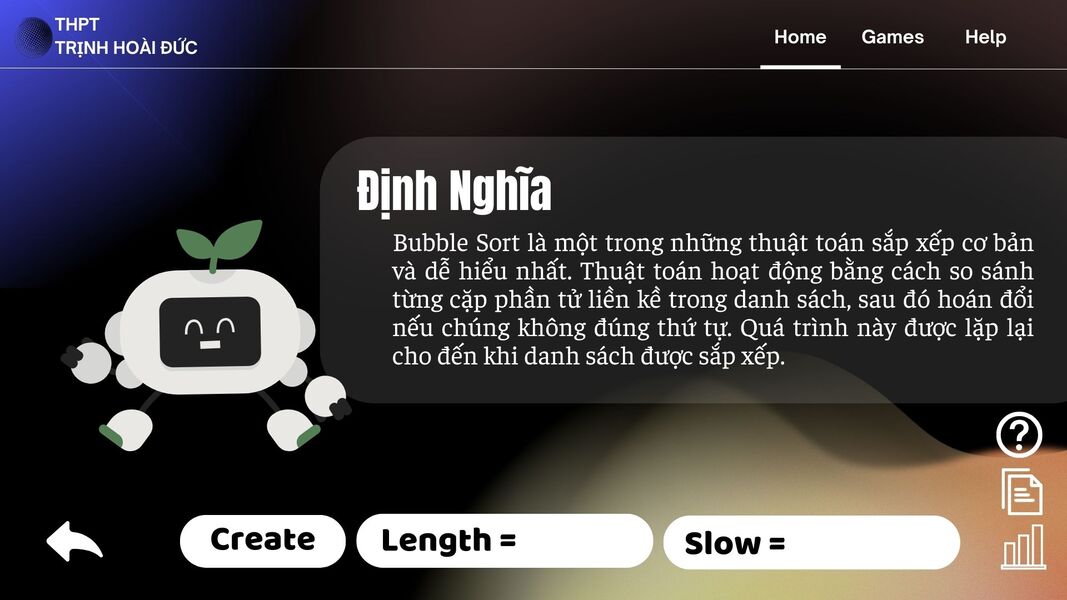 THPT
TRỊNH HOÀI ĐỨC
Home
Games
Help
Định Nghĩa
Bubble Sort là một trong những thuật toán sắp xếp cơ bản
và dễ hiểu nhất. Thuật toán hoạt động bằng cách so sánh
từng cặp phần tử liền kề trong danh sách, sau đó hoán đổi
nếu chúng không đúng thứ tự. Quá trình này được lặp lại
cho đến khi danh sách được sắp xếp.
?
Create
Length =
Slow =